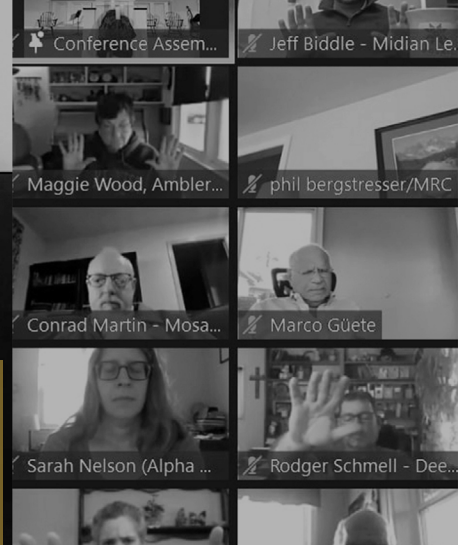 Conference Assem...
Jeff Biddle - Midian Le.
Maggie Wood, Ambler...
phil bergstresser/MRC
Conrad Martin - Mosa...
Marco Güete
Sarah Nelson (Alpha ...
Rodger Schmell - Dee...